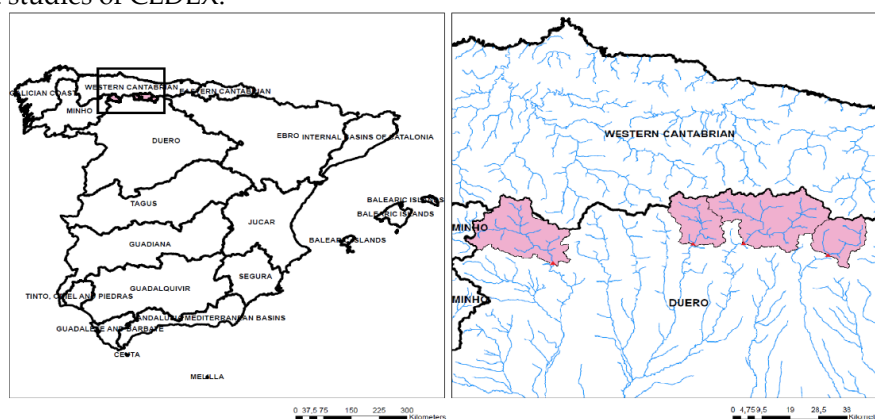 studies of CEDEX.
GALICIAN COAST
WESTERN CANTABRIAN
EASTERN CANTABRIAN
MINHO
DUERO
EBRO
INTERNAL BASINS OF CATALONIA
TAGUS
JUCAR
BALEARIC ISLANDS
BALEARIC ISLANDS
BALEARIC ISLANDS
GUADIANA
SEGURA
GUADALQUIVIR
TINTO, ODIEL AND PIEDRAS
ANDALUZIA MEDITERRANEAN BASINS
GUADALETE AND BARBATE
CEUTA
MELILLA
0 37,5 75 150 225 300
Kilometers
WESTERN CANTABRIAN
MINHO
MINHO
DUERO
0 4,75 9,5 19 28,5 38